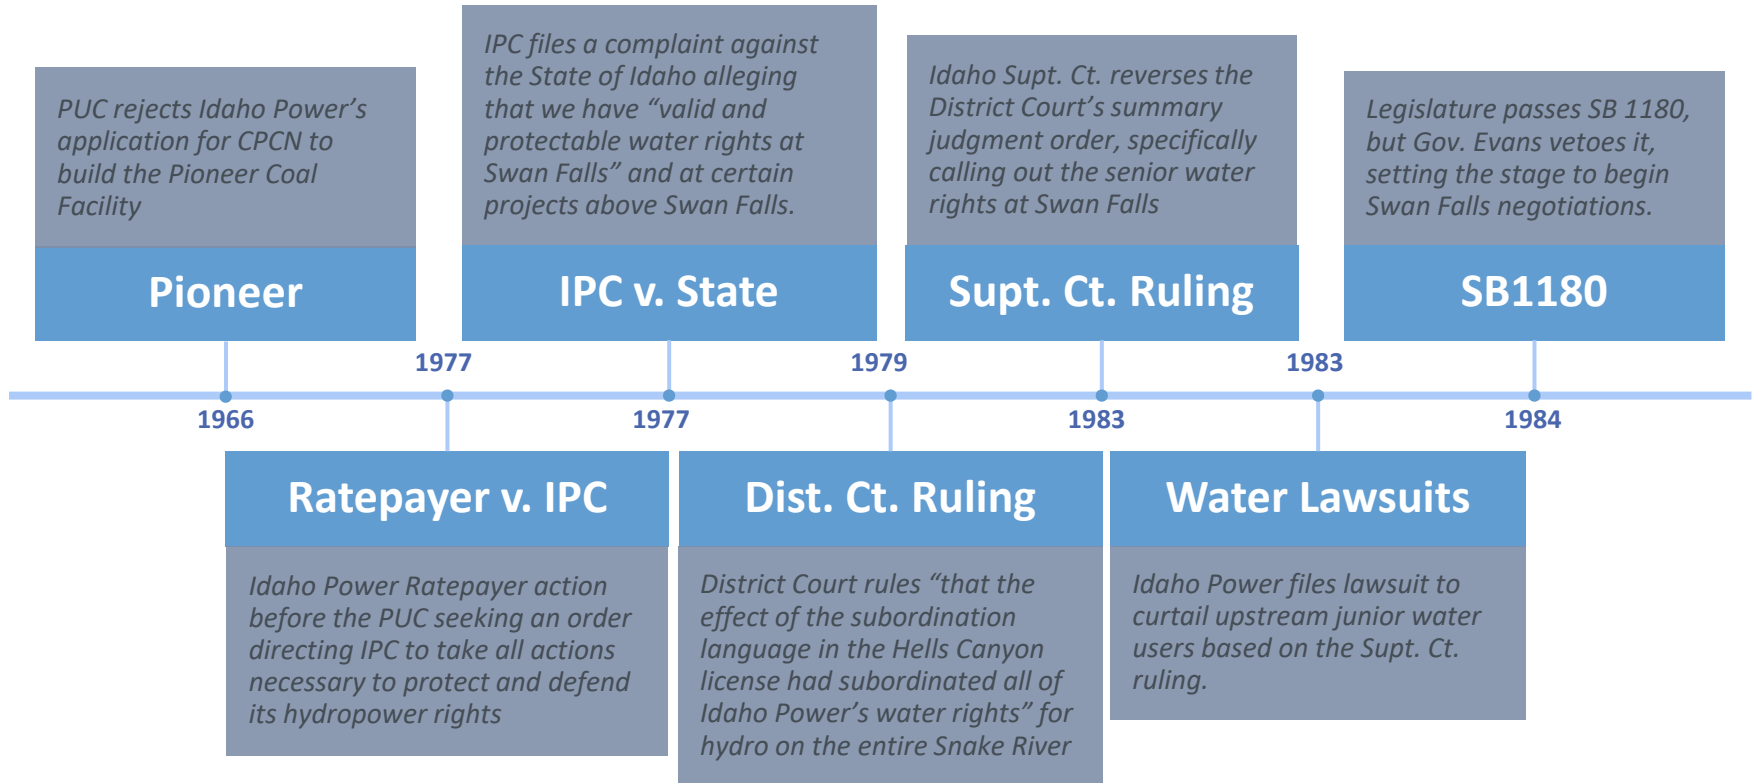 PUC rejects Idaho Power’s
application for CPCN to
build the Pioneer Coal
Facility
Pioneer
1966
1977
Ratepayer v. IPC
Idaho Power Ratepayer action
before the PUC seeking an order
directing IPC to take all actions
necessary to protect and defend
its hydropower rights
IPC files a complaint against
the State of Idaho alleging
that we have “valid and
protectable water rights at
Swan Falls” and at certain
projects above Swan Falls.
IPC v. State
1977
1979
Dist. Ct. Ruling
District Court rules “that the
effect of the subordination
language in the Hells Canyon
license had subordinated all of
Idaho Power’s water rights” for
hydro on the entire Snake River
Idaho Supt. Ct. reverses the
District Court’s summary
judgment order, specifically
calling out the senior water
rights at Swan Falls
Supt. Ct. Ruling
1983
1983
Water Lawsuits
Idaho Power files lawsuit to
curtail upstream junior water
users based on the Supt. Ct.
ruling.
Legislature passes SB 1180,
but Gov. Evans vetoes it,
setting the stage to begin
Swan Falls negotiations.
SB1180
1984